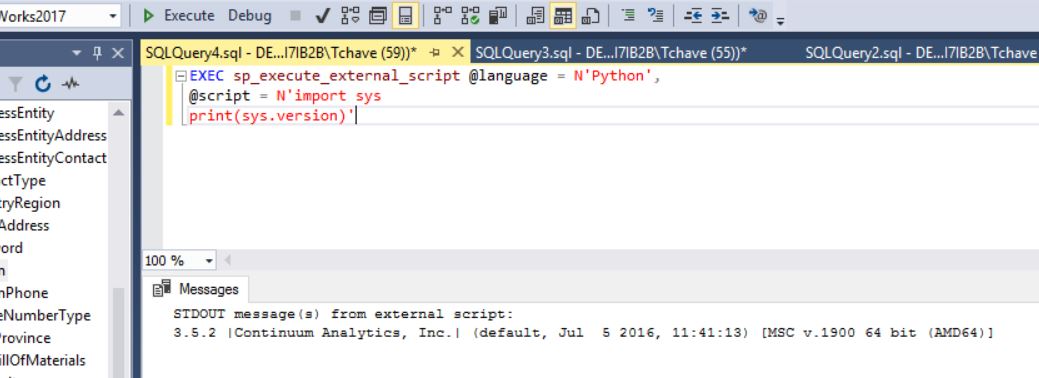 Works2017
Execute Debug
SQLQuery4.sql - DE...I7IB2B\Tchave (59))* SQLQuery3.sql - DE...I7IB2B\Tchave (55))* SQLQuery2.sql - DE...I7IB2B\Tchave
EXEC sp_execute_external_script @language = N'Python',
@script = N'import sys
print(sys.version)'
essEntity
essEntityAddress
essEntityContact
actType
tryRegion
Address
ord
n
nPhone
eNumberType
Province
illOfMaterials
100 %
Messages
STDOUT message(s) from external script:
3.5.2 |Continuum Analytics, Inc.| (default, Jul  5 2016, 11:41:13) [MSC v.1900 64 bit (AMD64)]